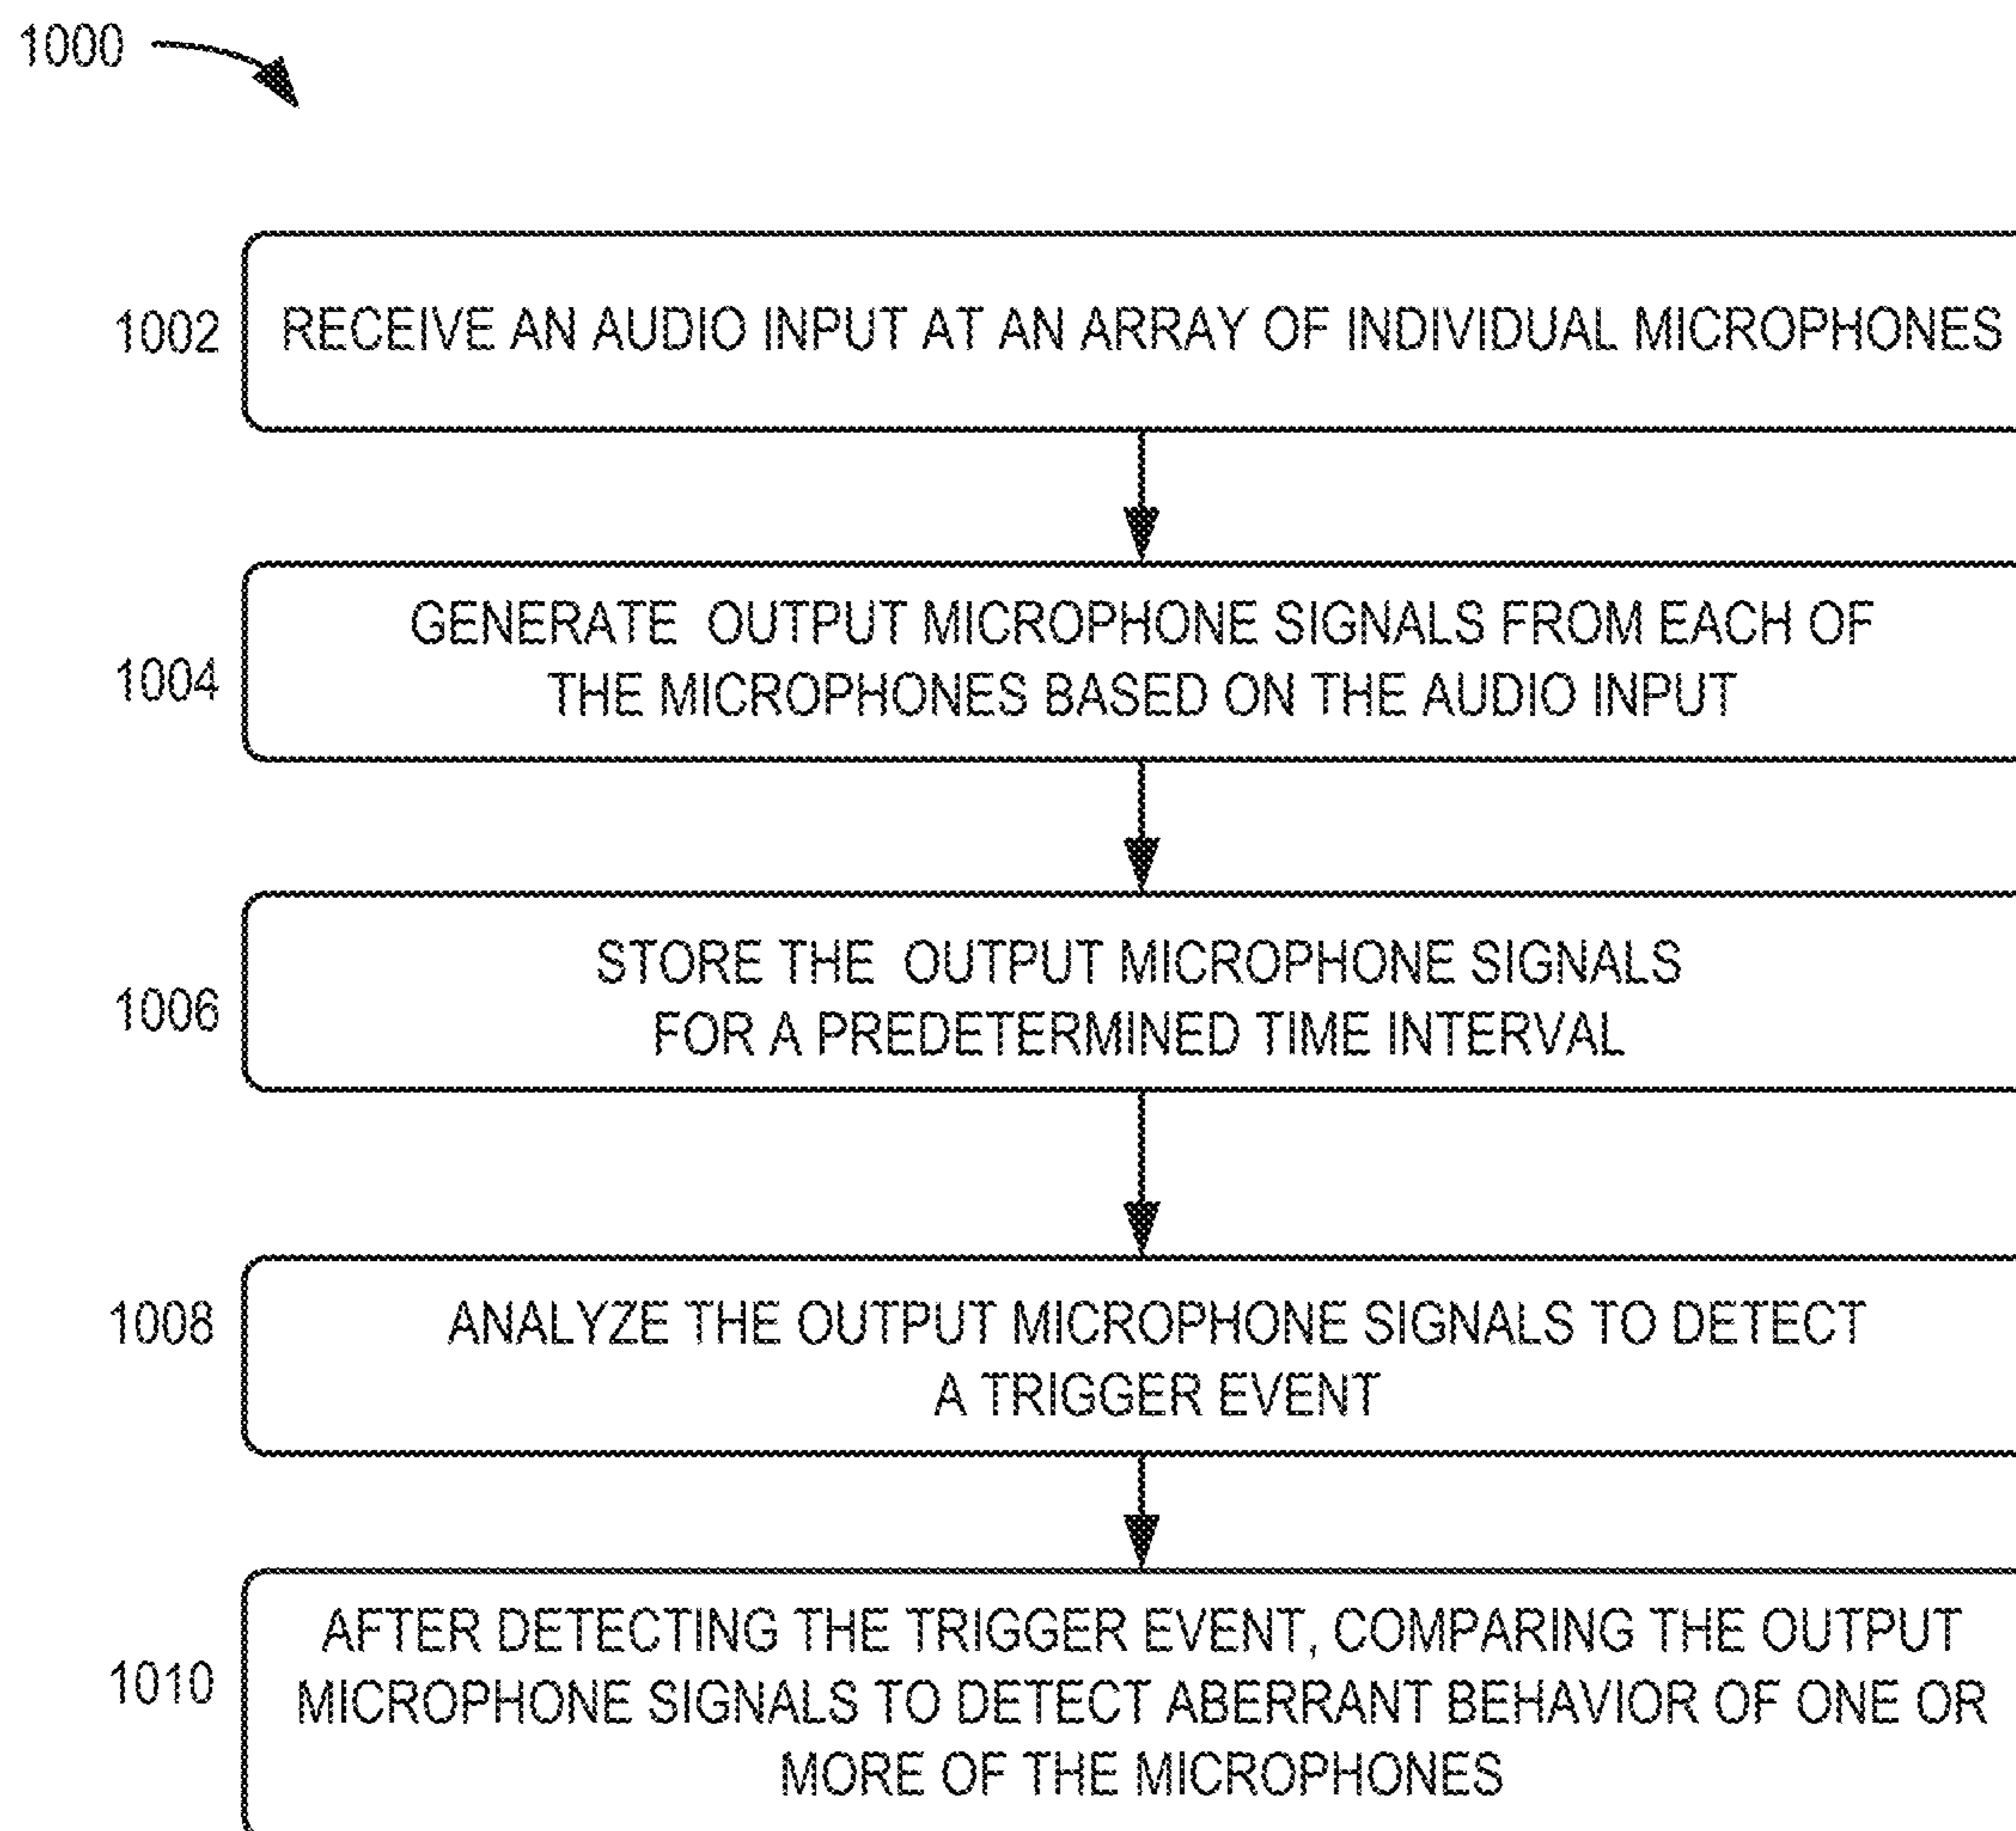 1000
1002
RECEIVE AN AUDIO INPUT AT AN ARRAY OF INDIVIDUAL MICROPHONES
1004
GENERATE OUTPUT MICROPHONE SIGNALS FROM EACH OF
THE MICROPHONES BASED ON THE AUDIO INPUT
1006
STORE THE OUTPUT MICROPHONE SIGNALS
FOR A PREDETERMINED TIME INTERVAL
1008
ANALYZE THE OUTPUT MICROPHONE SIGNALS TO DETECT
A TRIGGER EVENT
1010
AFTER DETECTING THE TRIGGER EVENT, COMPARING THE OUTPUT
MICROPHONE SIGNALS TO DETECT ABERRANT BEHAVIOR OF ONE OR
MORE OF THE MICROPHONES